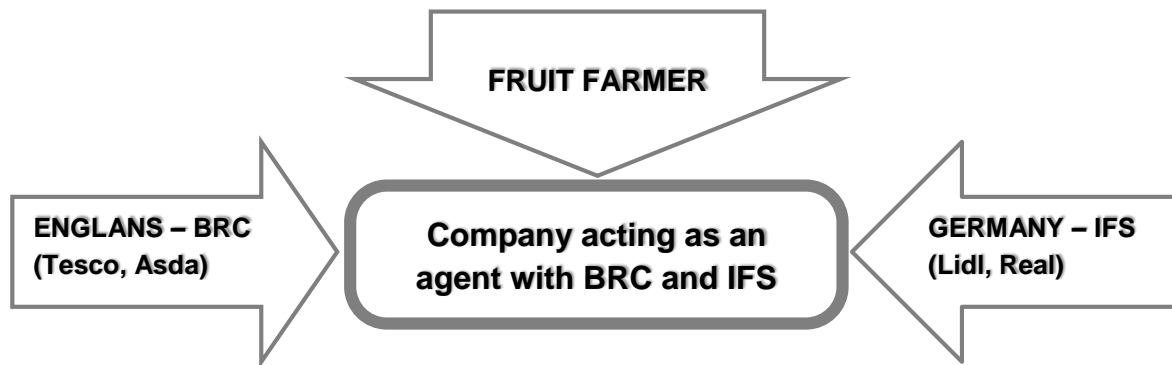 FRUIT FARMER
ENGLANS – BRC
(Tesco, Asda)
Company acting as an
agent with BRC and IFS
GERMANY – IFS
(Lidl, Real)